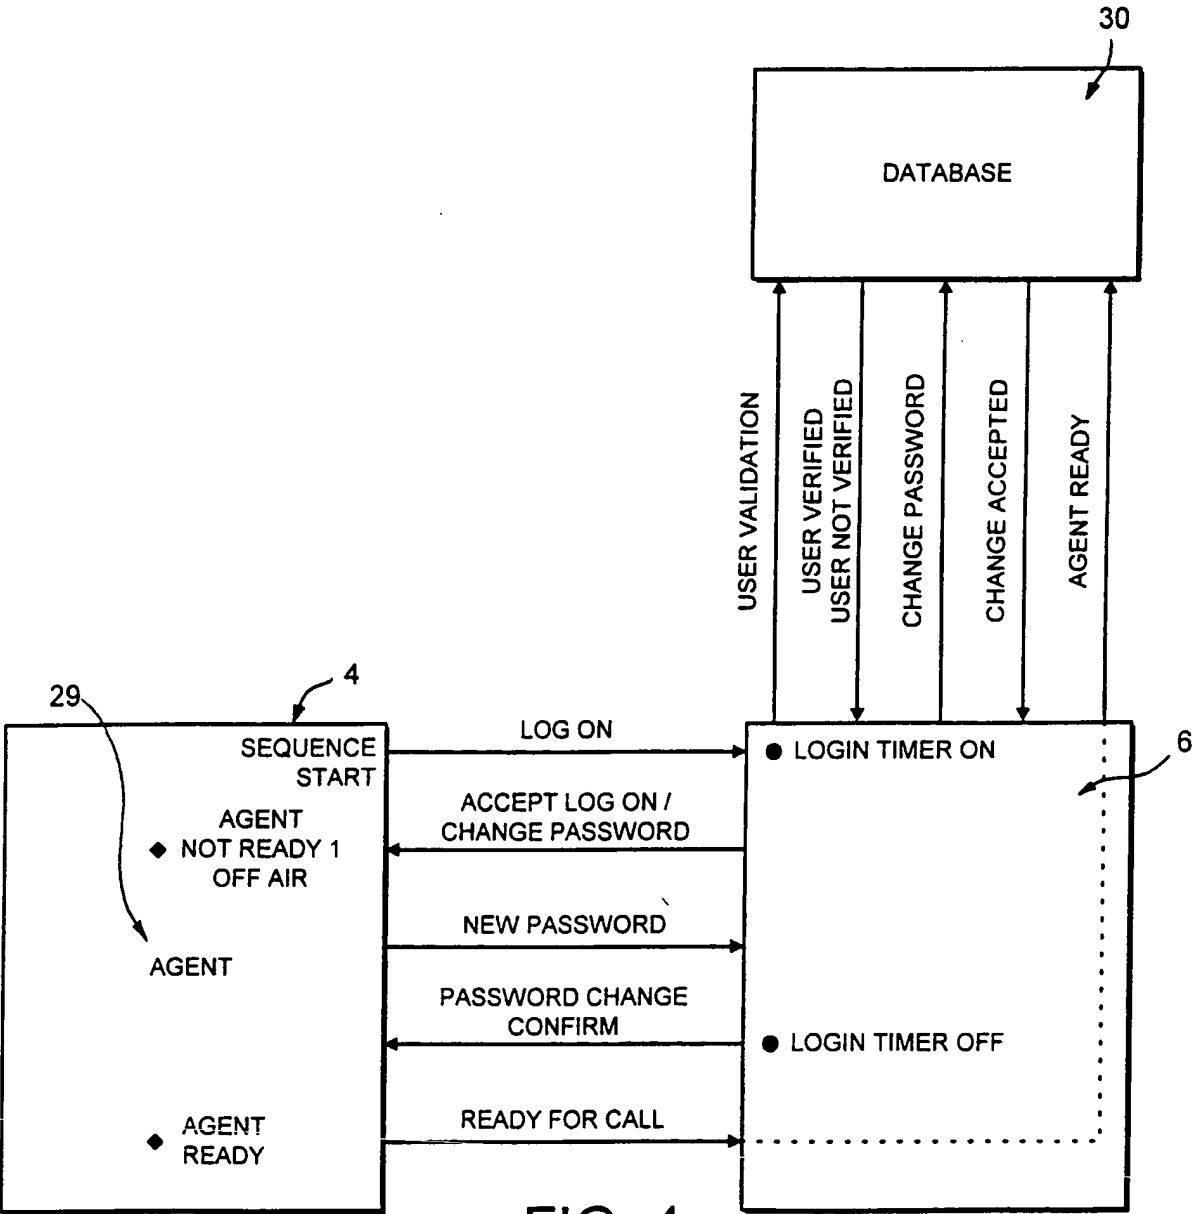 30
DATABASE
USER VALIDATION
USER VERIFIED
USER NOT VERIFIED
CHANGE PASSWORD
CHANGE ACCEPTED
AGENT READY
29
4
6
SEQUENCE
START
LOG ON
LOGIN TIMER ON
AGENT
NOT READY 1
OFF AIR
ACCEPT LOG ON /
CHANGE PASSWORD
AGENT
NEW PASSWORD
PASSWORD CHANGE
CONFIRM
LOGIN TIMER OFF
AGENT
READY
READY FOR CALL